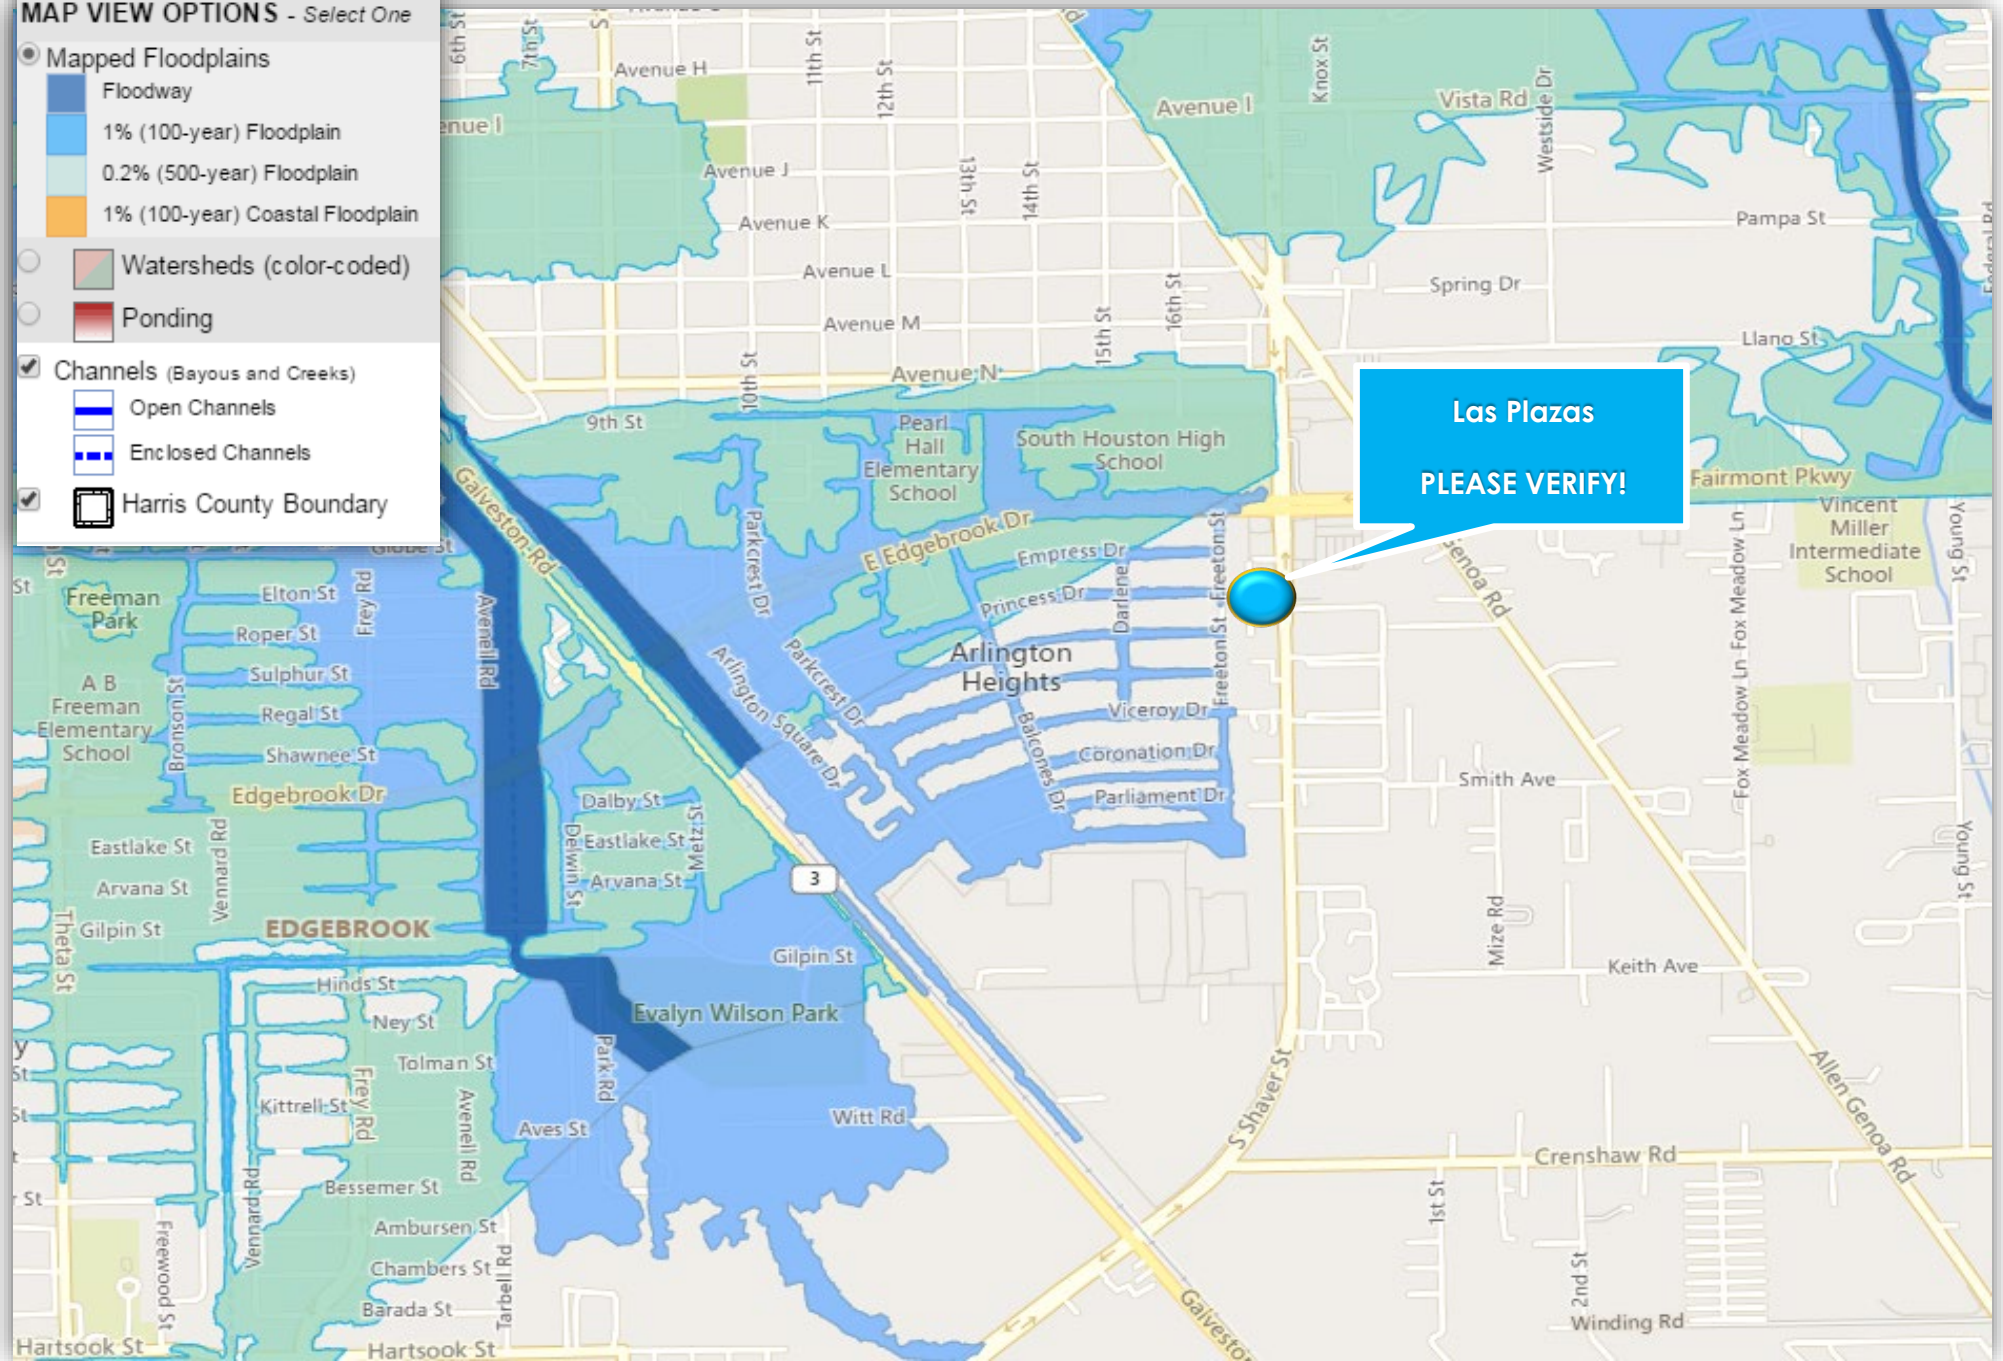 MAP VIEW OPTIONS - Select One
Mapped Floodplains
Floodway
1% (100-year) Floodplain
0.2% (500-year) Floodplain
1% (100-year) Coastal Floodplain
Watersheds (color-coded)
Ponding
Channels (Bayous and Creeks)
Open Channels
Enclosed Channels
Harris County Boundary
6th St
7th St
Avenue H
11th St
12th St
Avenue J
Avenue K
13th St
14th St
Avenue L
Avenue M
15th St
16th St
10th St
Avenue N
9th St
Avenue I
Knox St
Vista Rd
Westside Dr
Pampa St
Spring Dr
Llano St
Las Plazas
PLEASE VERIFY!
Fairmont Pkwy
Vincent
Miller
Intermediate
School
Young St
Fox Meadow Ln
Fox Meadow Ln
Pearl
Hall
Elementary
School
South Houston High
School
Galveston Rd
Parkcrest Dr
E Edgebrook Dr
Empress Dr
Princess Dr
Darlene
Freeton St
Freeton St
Genoa Rd
Globe St
Freeman
Park
Elton St
Frey Rd
Roper St
Sulphur St
Regal St
Shawnee St
Bronson St
A B
Freeman
Elementary
School
Edgebrook Dr
Avenell Rd
Arlington Square Dr
Parkcrest Dr
Arlington
Heights
Balcones Dr
Viceroy Dr
Coronation Dr
Parliament Dr
Smith Ave
Dalby St
Eastlake St
Arvana St
Delwin St
Metz St
Eastlake St
Arvana St
Gilpin St
Vennard Rd
Theta St
EDGEBROOK
3
Gilpin St
Evalyn Wilson Park
Mize Rd
Keith Ave
Young St
Hinds St
Ney St
Tolman St
Kittrell St
Frey Rd
Avenell Rd
Park Rd
Aves St
Witt Rd
S Shaver St
Allen Genoa Rd
Crenshaw Rd
Bessemer St
Ambursen St
Vennard Rd
Freewood St
Chambers St
Barada St
Tarbell Rd
1st St
2nd St
Winding Rd
Hartsook St
Hartsook St